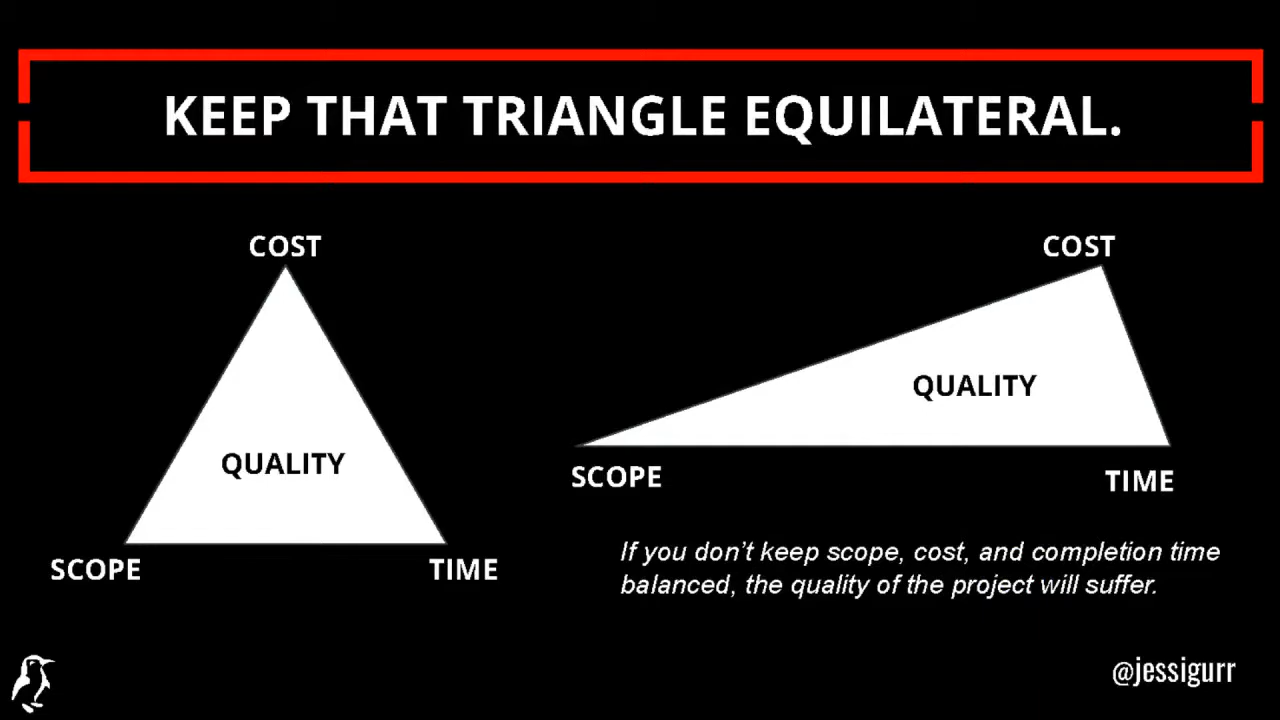 KEEP THAT TRIANGLE EQUILATERAL.
COST
QUALITY
SCOPE
TIME
COST
QUALITY
SCOPE
TIME
If you don't keep scope, cost, and completion time
balanced, the quality of the project will suffer.
@jessigurr